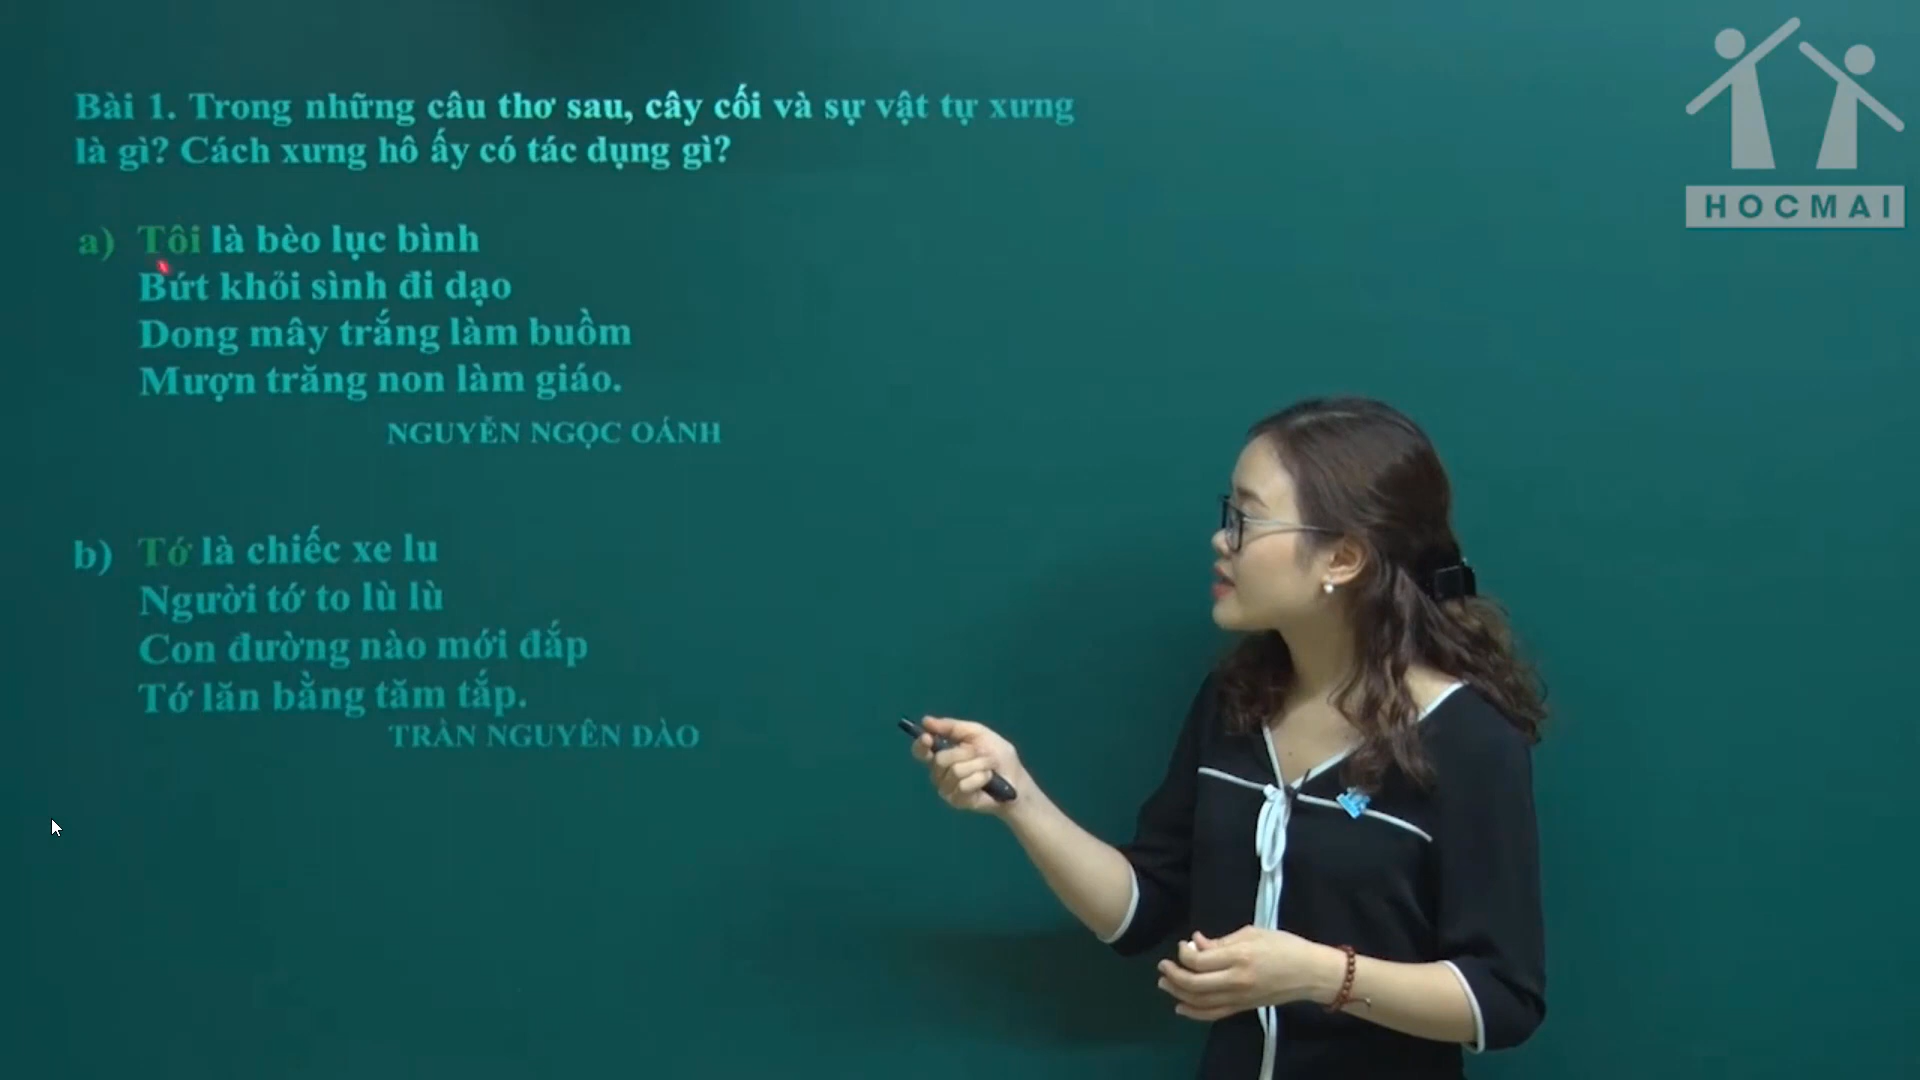 HOCMAI
Bài 1. Trong những câu thơ sau, cây cối và sự vật tự xưng
là gì? Cách xưng hô ấy có tác dụng gì?
a) Tôi là bèo lục bình
Bứt khỏi sình đi dạo
Dong mây trắng làm buồm
Mượn trăng non làm giáo.
NGUYỄN NGỌC OÁNH
b) Tớ là chiếc xe lu
Người tớ to lù lù
Con đường nào mới đắp
Tớ lăn bằng tăm tắp.
TRẦN NGUYÊN ĐÀO